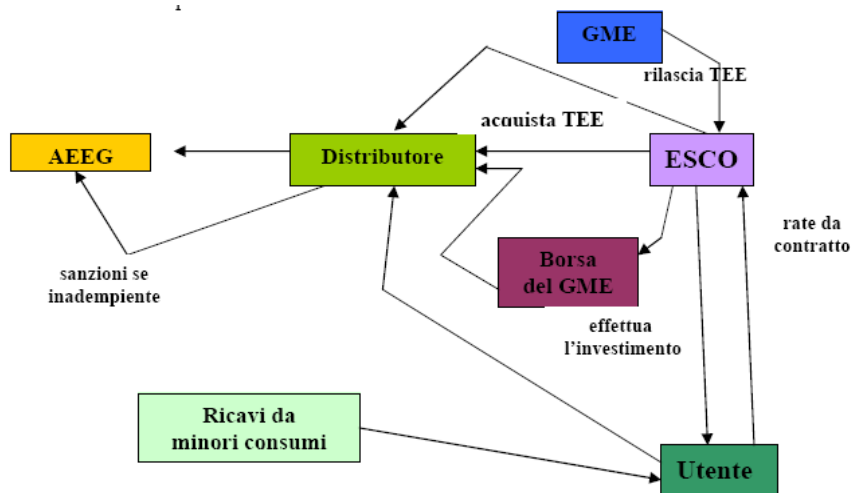 GME
rilascia TEE
acquista TEE
AEEG
Distributore
ESCO
rate da
contratto
Borsa
del GME
sanzioni se
inadempiente
effettua
l'investimento
Ricavi da
minori consumi
Utente